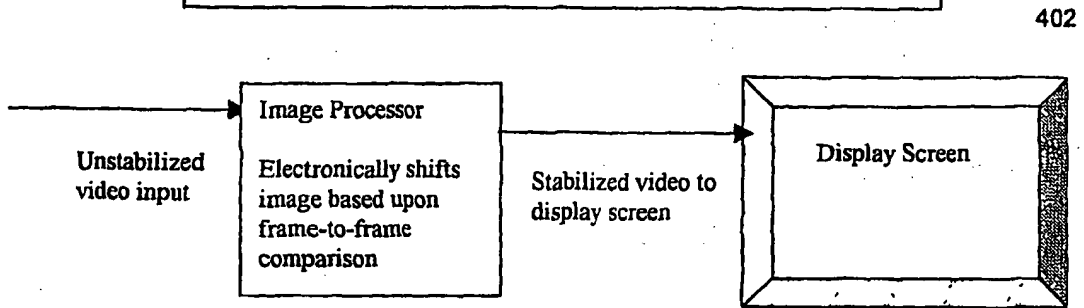 402
Image Processor
Electronically shifts
image based upon
frame-to-frame
comparison
Unstabilized
video input
Stabilized video to
display screen
Display Screen